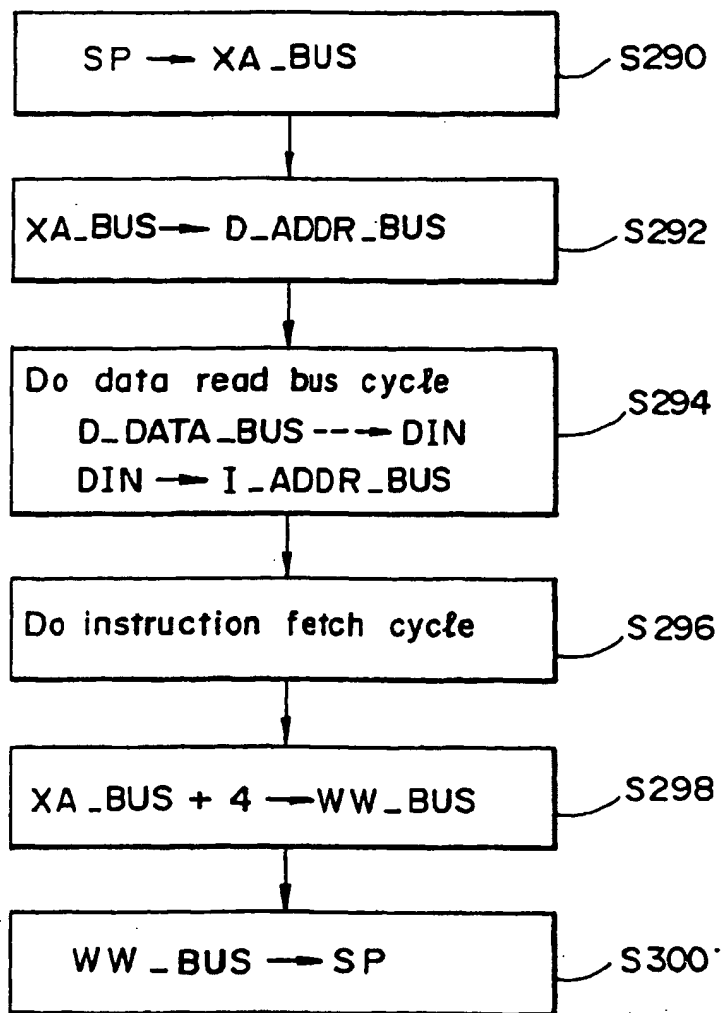 SP → XA_BUS
S290
XA_BUS → D_ADDR_BUS
S292
Do data read bus cycle
D_DATA_BUS ---→ DIN
DIN → I_ADDR_BUS
S294
Do instruction fetch cycle
S296
XA_BUS + 4 → WW_BUS
S298
WW_BUS → SP
S300